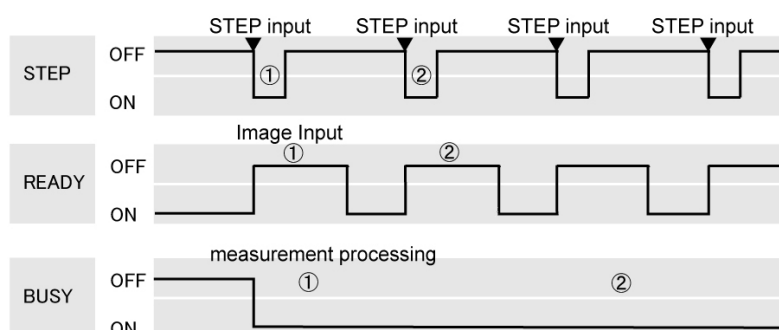 STEP input STEP input STEP input STEP input
STEP OFF ① ②
ON
Image Input
READY OFF ① ②
ON
measurement processing
BUSY OFF ① ②
ON